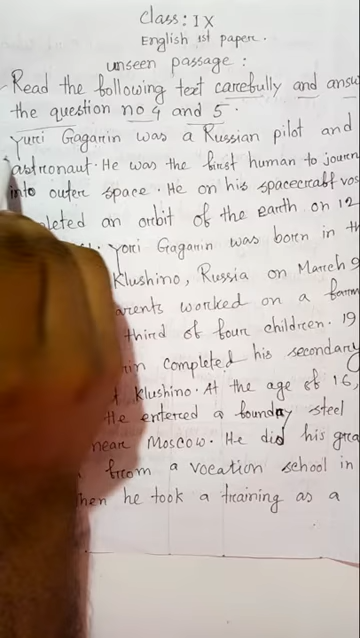 Class: IX
English 1st paper.
unseen passage:
Read the following text carefully and answ
the question no 4 and 5.
Yuri Gagarin was a Russian pilot and
astronaut. He was the first human to journ
into outer space. He on his spacecraft vos
leted an orbit of the earth on 12
Yori Gagarin was born in th
Klushino, Russia on March 9
arents worked on a farm
third of four children. 19
rin completed his secondary
Klushino. At the age of 16,
He entered a foundry steel
near Moscow. He did his gra
from a vocation school in
hen he took a training as a